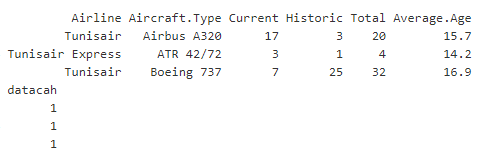 Airline Aircraft.Type Current Historic Total Average.Age
Tunisair Airbus A320 17 3 20 15.7
Tunisair Express ATR 42/72 3 1 4 14.2
Tunisair Boeing 737 7 25 32 16.9
datacah
1
1
1